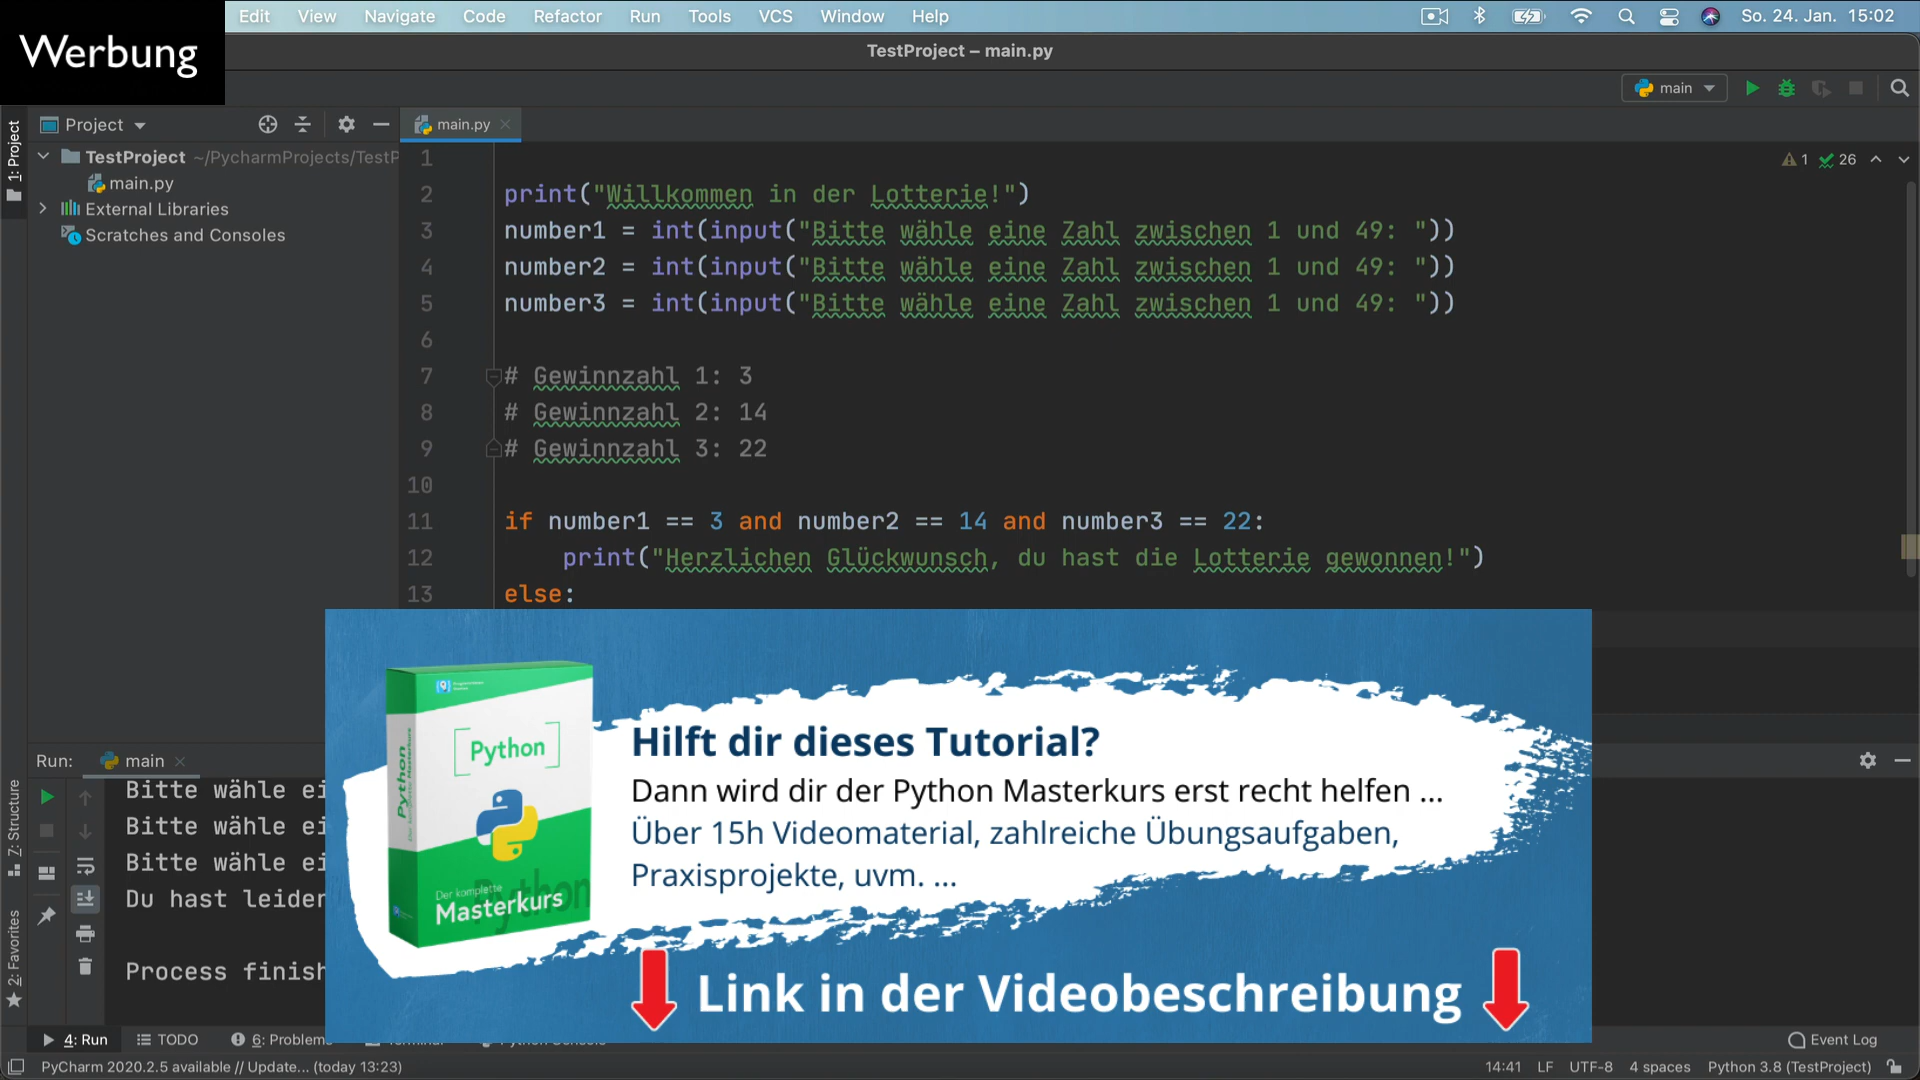 Werbung
Edit View Navigate Code Refactor Run Tools VCS Window Help
So. 24. Jan. 15:02
TestProject – main.py
main
1: Project
Project
main.py
TestProject ~/PycharmProjects/TestP
main.py
External Libraries
Scratches and Consoles
1 26
1
2 print("Willkommen in der Lotterie!")
3 number1 = int(input("Bitte wähle eine Zahl zwischen 1 und 49: "))
4 number2 = int(input("Bitte wähle eine Zahl zwischen 1 und 49: "))
5 number3 = int(input("Bitte wähle eine Zahl zwischen 1 und 49: "))
6
7 # Gewinnzahl 1: 3
8 # Gewinnzahl 2: 14
9 # Gewinnzahl 3: 22
10
11 if number1 == 3 and number2 == 14 and number3 == 22:
12 print("Herzlichen Glückwunsch, du hast die Lotterie gewonnen!")
13 else:
Python
Python
Der komplette
Masterkurs
Hilft dir dieses Tutorial?
Dann wird dir der Python Masterkurs erst recht helfen ...
Über 15h Videomaterial, zahlreiche Übungsaufgaben,
Praxisprojekte, uvm. ...
Link in der Videobeschreibung
Run: main
Bitte wähle ei
Bitte wähle ei
Bitte wähle ei
Du hast leider
Process finish
Z: Structure
2: Favorites
4: Run TODO 6: Problems
Event Log
PyCharm 2020.2.5 available // Update... (today 13:23)
14:41 LF UTF-8 4 spaces Python 3.8 (TestProject)